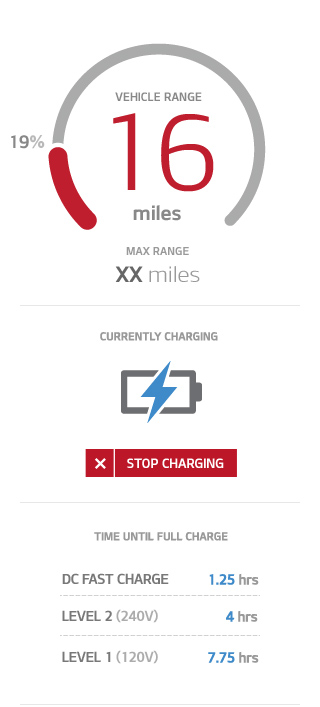 VEHICLE RANGE
19%
16
miles
MAX RANGE
XX miles
CURRENTLY CHARGING
× STOP CHARGING
TIME UNTIL FULL CHARGE
DC FAST CHARGE 1.25 hrs
LEVEL 2 (240V) 4 hrs
LEVEL 1 (120V) 7.75 hrs